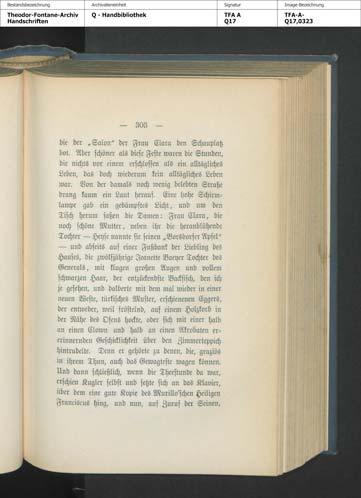 Bestandsbezeichnung
Archivalieneinheit
Signatur
Image Bezeichnung
Theodor-Fontane-Archiv
Handschriften
Q - Handbibliothek
TFA A
Q17
TFA-A-
Q17,0323
— 305 —
die der „Salon“ der Frau Clara den Schauplatz
bot. Aber schöner als diese Feste waren die Stunden,
die nichts vor einem erschlossen als ein alltägliches
Leben, das doch wiederum kein alltägliches Leben
war. Von der damals noch wenig belebten Straße
drang kaum ein Laut herauf. Eine hohe Schirm-
lampe gab ein gedämpftes Licht, und um den
Tisch herum saßen die Damen: Frau Clara, die
noch schöne Mutter, neben ihr die heranblühende
Tochter — Heyse nannte sie seinen „Borsdorfer Apfel“
— und abseits auf einer Fußbank der Liebling des
Hauses, die zwölfjährige Jeanette Baeyer Tochter des
Generals, mit klugen großen Augen und vollem
schwarzen Haar, der entzückendste Backfisch, den ich
je gesehen, und dalberte mit dem mal wieder in einer
neuen Weste, türkisches Muster, erschienenen Eggers,
der entweder, weil fröstelnd, auf einem Holzkorb in
der Nähe des Ofens hockte, oder sich mit einer halb
an einen Clown und halb an einen Akrobaten er-
innernden Geschicklichkeit über den Zimmerteppich
hintrudelte. Denn er gehörte zu denen, die, graziös
in ihrem Thun, auch das Gewagteste wagen können.
Und dann schließlich, wenn die Theestunde da war,
erschien Kugler selbst und setzte sich an das Klavier,
über dem eine gute Kopie des Murillo'schen Heiligen
Franciscus hing, und nun, auf Zuruf der Seinen,